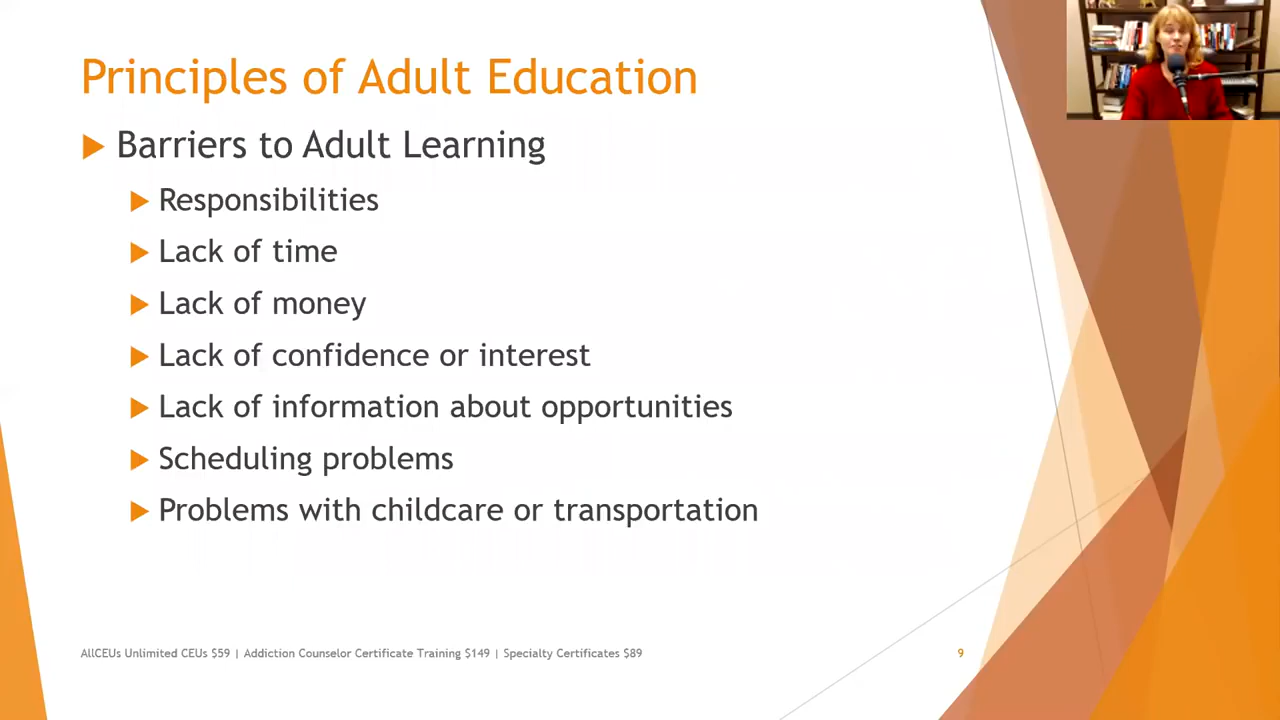 Principles of Adult Education
Barriers to Adult Learning
Responsibilities
Lack of time
Lack of money
Lack of confidence or interest
Lack of information about opportunities
Scheduling problems
Problems with childcare or transportation
AllCEUs Unlimited CEUs $59 | Addiction Counselor Certificate Training $149 | Specialty Certificates $89
9